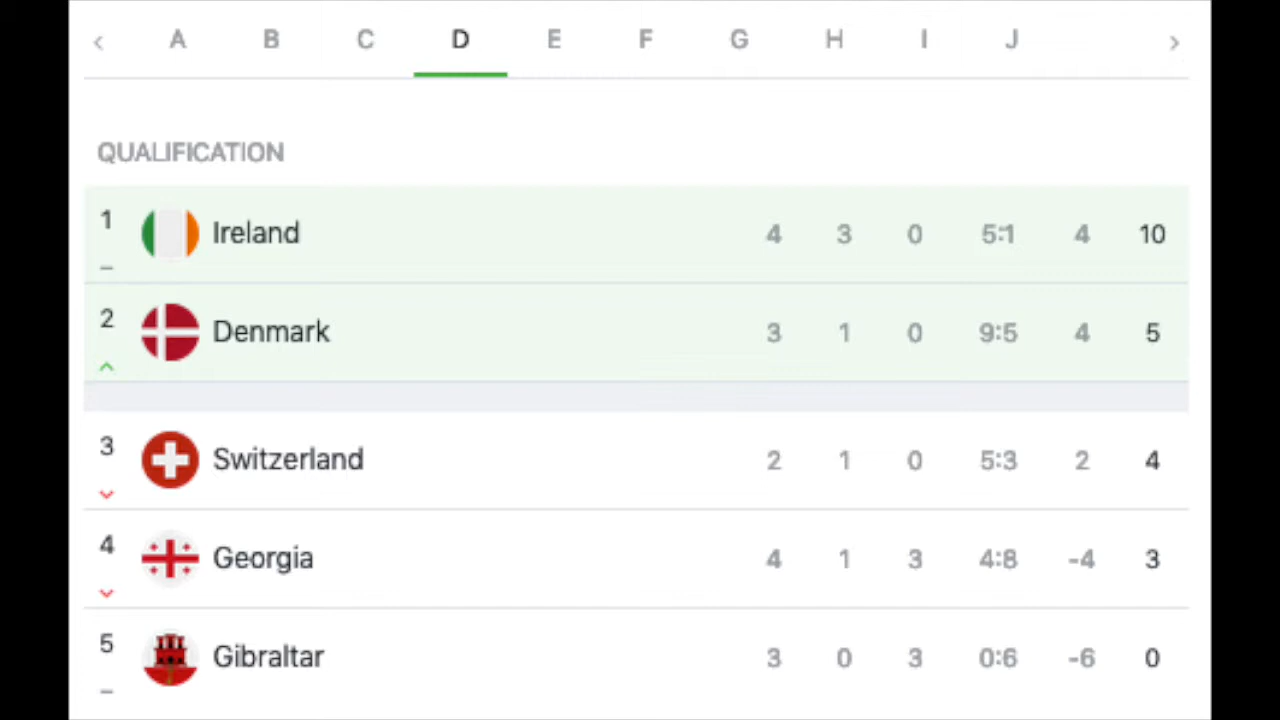 < A B C D E F G H I J >
QUALIFICATION
1 Ireland 4 3 0 5:1 4 10
2 Denmark 3 1 0 9:5 4 5
3 Switzerland 2 1 0 5:3 2 4
4 Georgia 4 1 3 4:8 -4 3
5 Gibraltar 3 0 3 0:6 -6 0